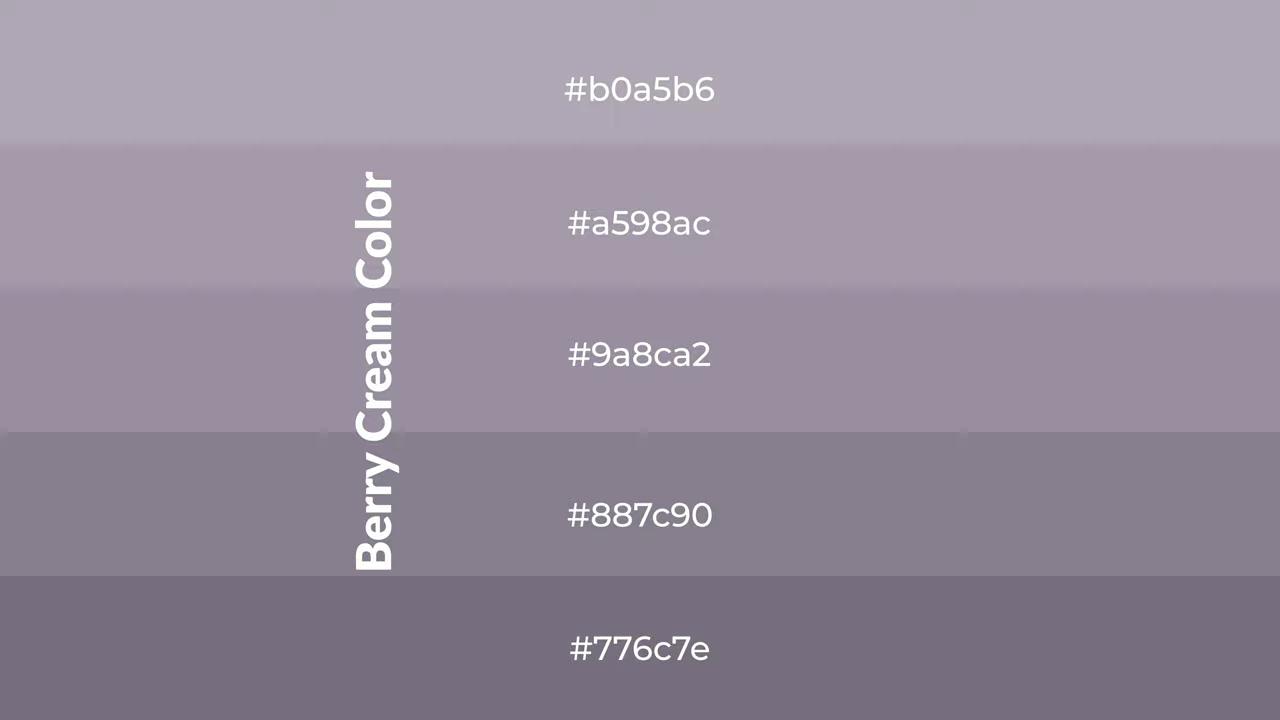 Berry Cream Color
#b0a5b6
#a598ac
#9a8ca2
#887c90
#776c7e